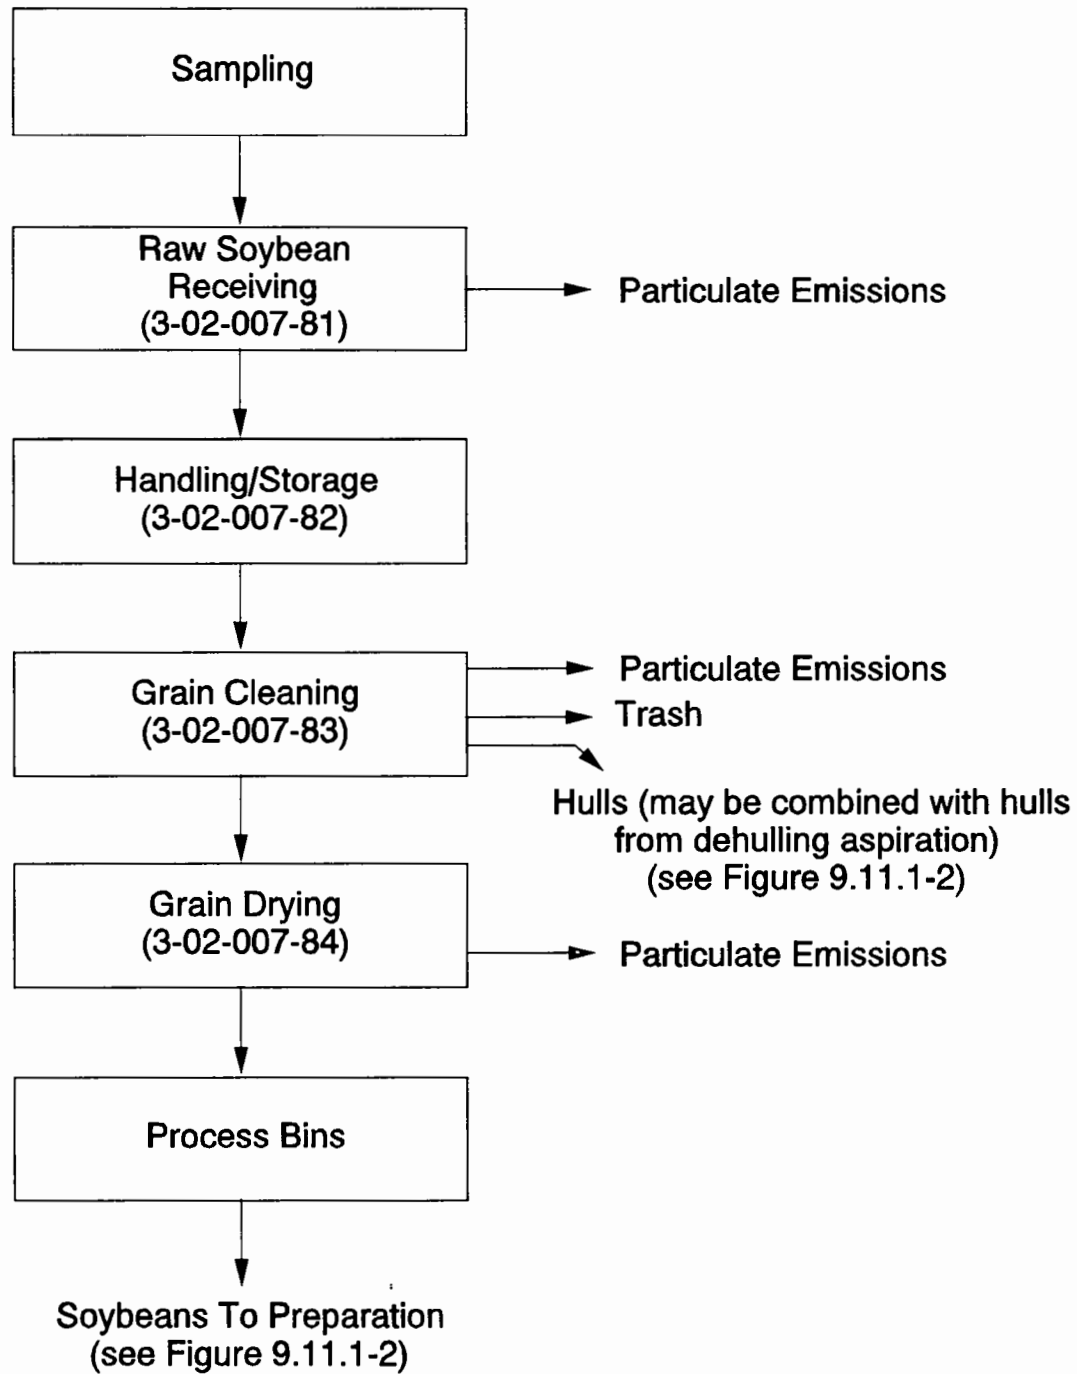 Sampling
Raw Soybean
Receiving
(3-02-007-81)
Particulate Emissions
Handling/Storage
(3-02-007-82)
Grain Cleaning
(3-02-007-83)
Particulate Emissions
Trash
Hulls (may be combined with hulls
from dehulling aspiration)
(see Figure 9.11.1-2)
Grain Drying
(3-02-007-84)
Particulate Emissions
Process Bins
Soybeans To Preparation
(see Figure 9.11.1-2)